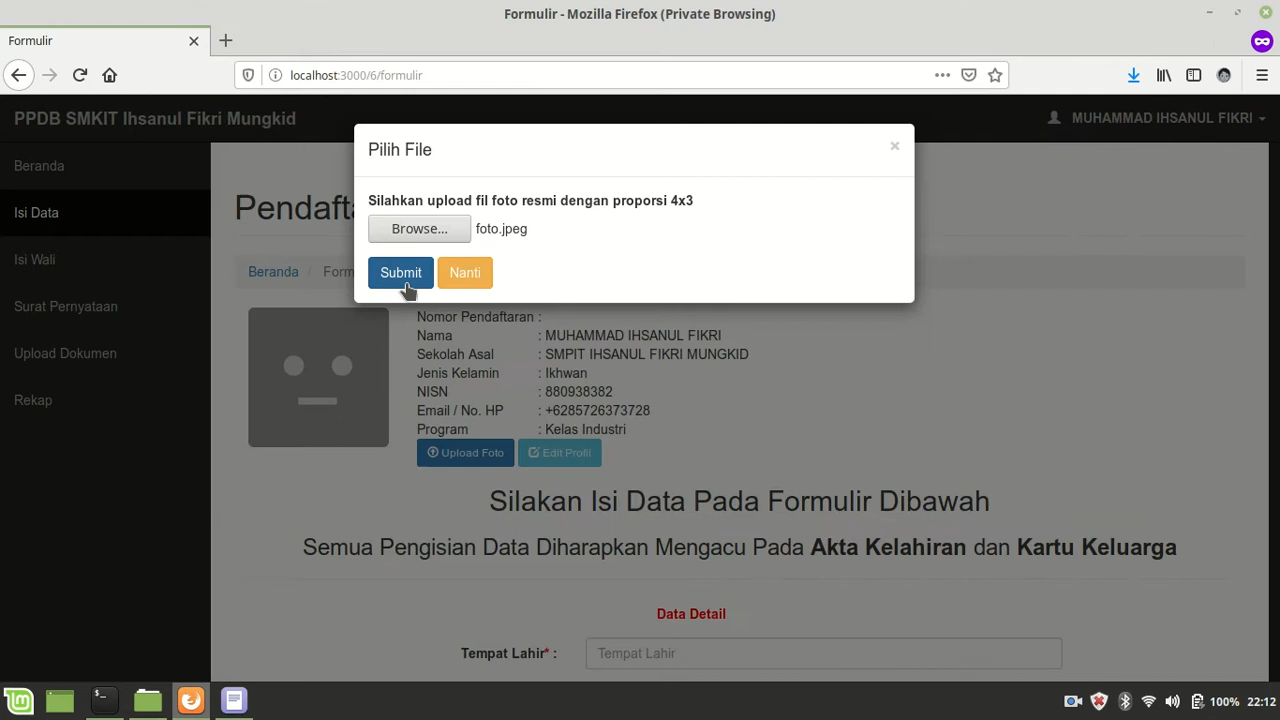 Formulir - Mozilla Firefox (Private Browsing)
Formulir
localhost:3000/6/formulir
PPDB SMKIT Ihsanul Fikri Mungkid
MUHAMMAD IHSANUL FIKRI
Beranda
Isi Data
Isi Wali
Surat Pernyataan
Upload Dokumen
Rekap
Pilih File
×
Silahkan upload fil foto resmi dengan proporsi 4x3
Browse... foto.jpeg
Submit Nanti
Pendafta
Beranda / Form
Nomor Pendaftaran :
Nama : MUHAMMAD IHSANUL FIKRI
Sekolah Asal : SMPIT IHSANUL FIKRI MUNGKID
Jenis Kelamin : Ikhwan
NISN : 880938382
Email / No. HP : +6285726373728
Program : Kelas Industri
Upload Foto Edit Profil
Silakan Isi Data Pada Formulir Dibawah
Semua Pengisian Data Diharapkan Mengacu Pada Akta Kelahiran dan Kartu Keluarga
Data Detail
Tempat Lahir* : Tempat Lahir
100% 22:12